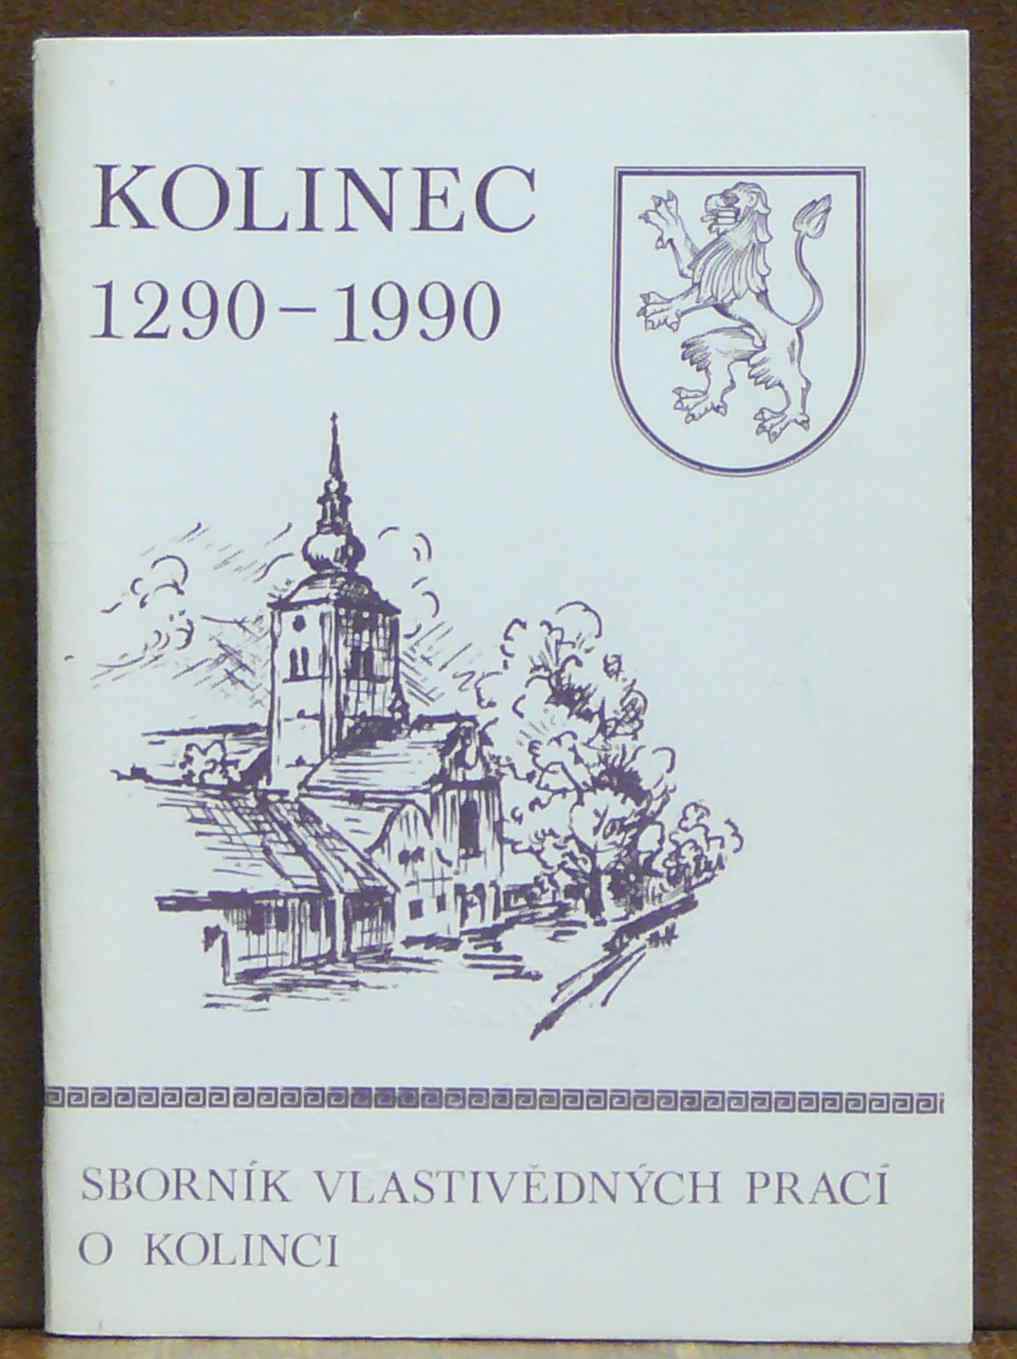 KOLINEC
1290–1990
SBORNÍK VLASTIVĚDNÝCH PRACÍ
O KOLINCI